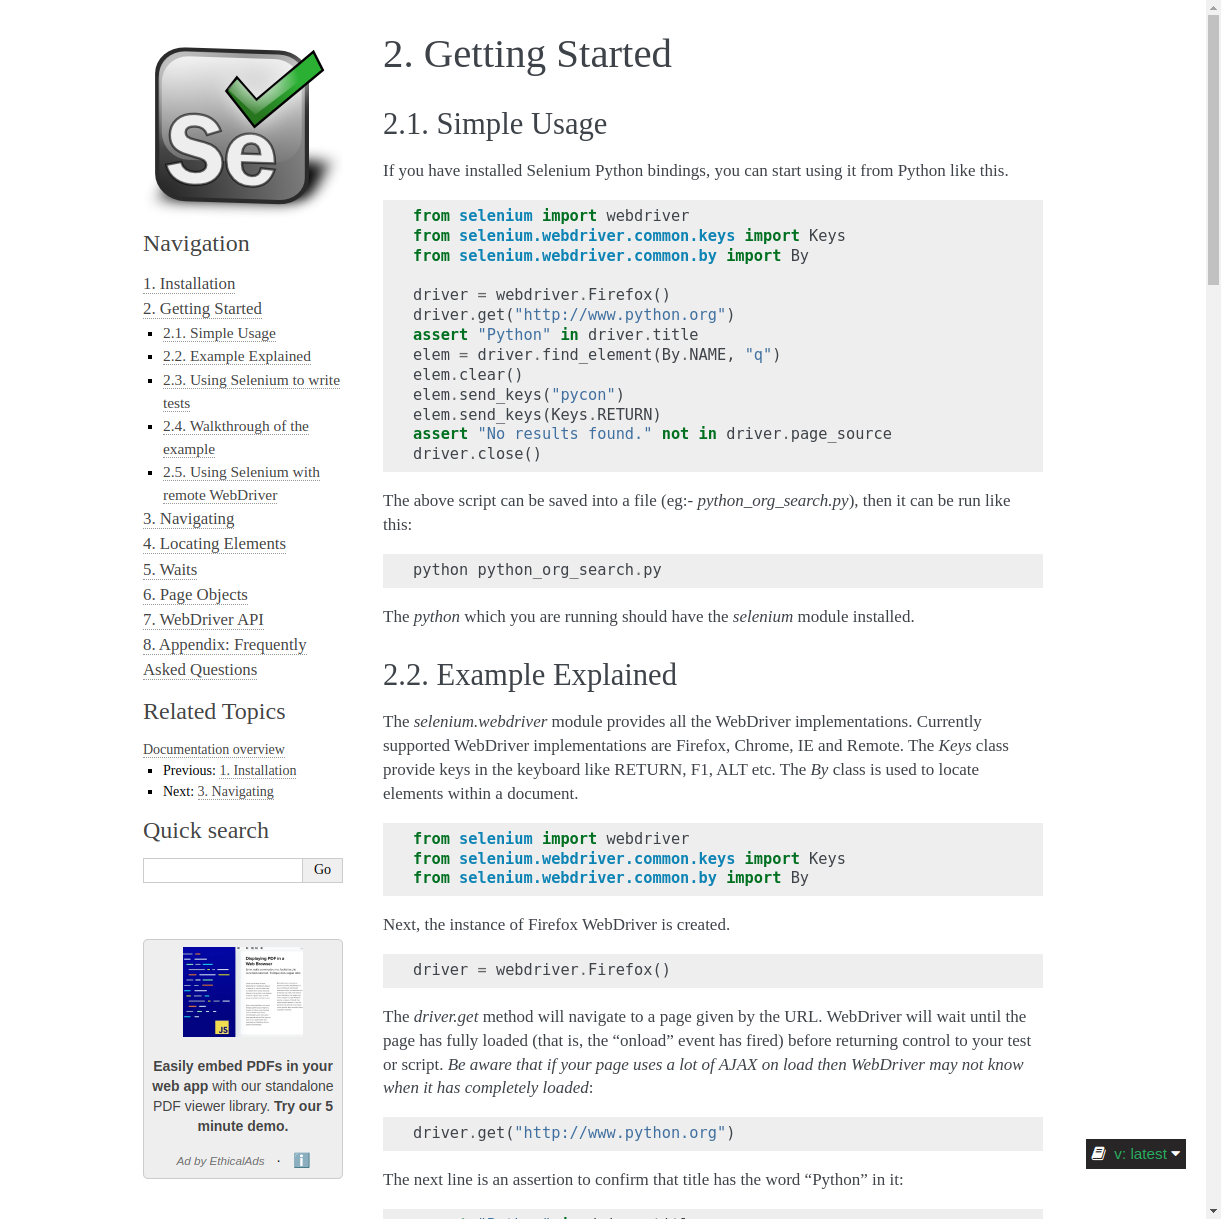 Se
Navigation
1. Installation
2. Getting Started
2.1. Simple Usage
2.2. Example Explained
2.3. Using Selenium to write
tests
2.4. Walkthrough of the
example
2.5. Using Selenium with
remote WebDriver
3. Navigating
4. Locating Elements
5. Waits
6. Page Objects
7. WebDriver API
8. Appendix: Frequently
Asked Questions
Related Topics
Documentation overview
Previous: 1. Installation
Next: 3. Navigating
Quick search
Go
Displaying PDF in a
Web Browser
JS
Easily embed PDFs in your
web app with our standalone
PDF viewer library. Try our 5
minute demo.
Ad by EthicalAds · ℹ️
2. Getting Started
2.1. Simple Usage
If you have installed Selenium Python bindings, you can start using it from Python like this.
from selenium import webdriver
from selenium.webdriver.common.keys import Keys
from selenium.webdriver.common.by import By
driver = webdriver.Firefox()
driver.get("http://www.python.org")
assert "Python" in driver.title
elem = driver.find_element(By.NAME, "q")
elem.clear()
elem.send_keys("pycon")
elem.send_keys(Keys.RETURN)
assert "No results found." not in driver.page_source
driver.close()
The above script can be saved into a file (eg:- python_org_search.py), then it can be run like
this:
python python_org_search.py
The python which you are running should have the selenium module installed.
2.2. Example Explained
The selenium.webdriver module provides all the WebDriver implementations. Currently
supported WebDriver implementations are Firefox, Chrome, IE and Remote. The Keys class
provide keys in the keyboard like RETURN, F1, ALT etc. The By class is used to locate
elements within a document.
from selenium import webdriver
from selenium.webdriver.common.keys import Keys
from selenium.webdriver.common.by import By
Next, the instance of Firefox WebDriver is created.
driver = webdriver.Firefox()
The driver.get method will navigate to a page given by the URL. WebDriver will wait until the
page has fully loaded (that is, the “onload” event has fired) before returning control to your test
or script. Be aware that if your page uses a lot of AJAX on load then WebDriver may not know
when it has completely loaded:
driver.get("http://www.python.org")
The next line is an assertion to confirm that title has the word “Python” in it:
v: latest